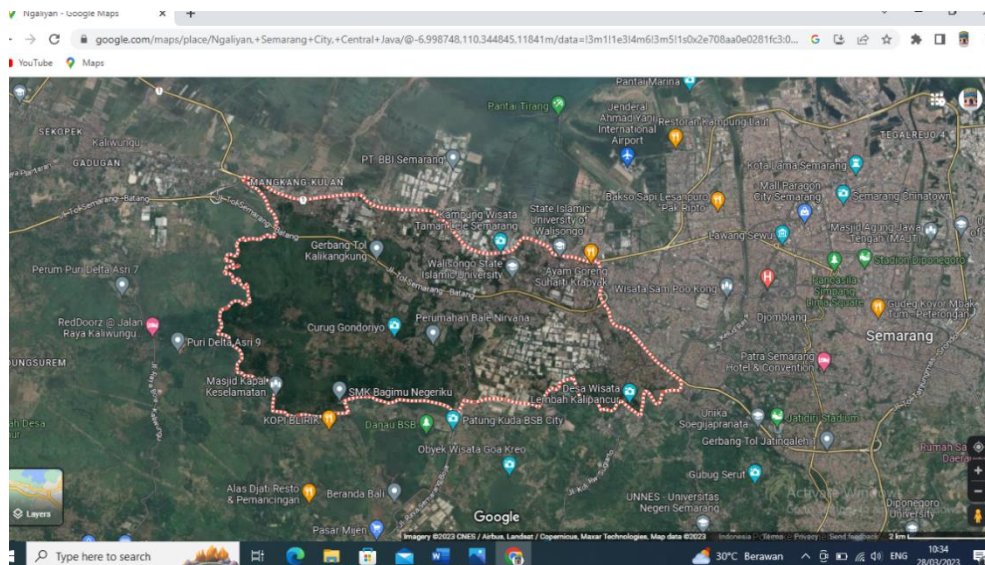 Ngaliyan - Google Maps
google.com/maps/place/Ngaliyan,+Semarang+City,+Central+Java/@-6.998748,110.344845,11841m/data=!3m1!1e3!4m6!3m5!1s0x2e708aa0e0281fc3:0...
YouTube Maps
Pantai Marina
Pantai Tirang
Jenderal
Ahmad Yani
International
Airport
Restoran Kampung Laut
SEKOPEK
Kaliwungu
TEGALREJO/4
GADUGAN
PT. BBI Semarang
Kota Lama Semarang
MANGKANG KULAN
Mall Paragon
City Semarang
Semarang Chinatown
Bakso Sapi Lesanpuro
Pak Ripto
Kampung Wisata
Taman Lele Semarang
State Islamic
University of
Walisongo
Masjid Agung Jawa
Tengah (MAJT)
Lawang Sewu
Gerbang Tol
Kalikangkung
Walisongo State
Islamic University
Ayam Goreng
Suharti Krapyak
Stadion Diponegoro
Perum Puri Delta Asri 7
Wisata Sam Poo Kong
Pancasila
Simpang
Lima Square
Gudeg Koyor Mbak
Tum - Peterongan
Djomblang
RedDoorz @ Jalan
Raya Kaliwungu
Curug Gondoriyo
Perumahan Bale Nirvana
Semarang
Puri Delta Asri 9
Patra Semarang
Hotel & Convention
Masjid Kapal
Keselamatan
SMK Bagimu Negeriku
Desa Wisata
Lembah Kalipancur
KOPI BLIRIK
Danau BSB
Patung Kuda BSB City
Unika
Soegijapranata
Jatidiri Stadium
Gerbang Tol Jatingaleh
Obyek Wisata Goa Kreo
Gubug Serut
Alas Djati Resto
& Pemancingan
Beranda Bali
UNNES - Universitas
Negeri Semarang
Diponegoro
University
Pasar Mijen
Layers
Google
Imagery ©2023 CNES / Airbus, Landsat / Copernicus, Maxar Technologies, Map data ©2023 Indonesia Terms Privacy Send feedback 2 km
Type here to search
30°C Berawan
ENG
10:34
28/03/2023